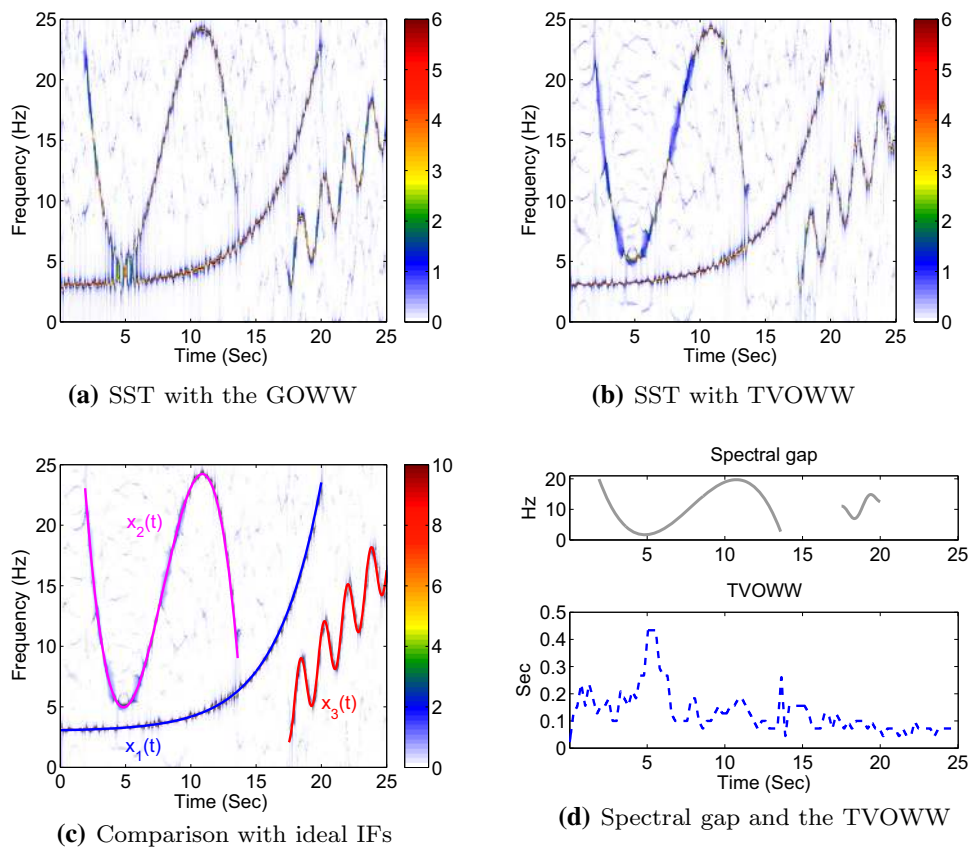 25
20
15
10
5
0
Frequency (Hz)
0 5 10 15 20 25
Time (Sec)
6
5
4
3
2
1
0
(a) SST with the GOWW
25
20
15
10
5
0
Frequency (Hz)
5 10 15 20 25
Time (Sec)
6
5
4
3
2
1
0
(b) SST with TVOWW
25
20
15
10
5
0
Frequency (Hz)
x_2(t)
x_1(t)
x_3(t)
0 5 10 15 20 25
Time (Sec)
10
8
6
4
2
0
(c) Comparison with ideal IFs
Spectral gap
20
10
0
Hz
5 10 15 20 25
TVOWW
0.5
0.4
0.3
0.2
0.1
0
Sec
5 10 15 20 25
Time (Sec)
(d) Spectral gap and the TVOWW